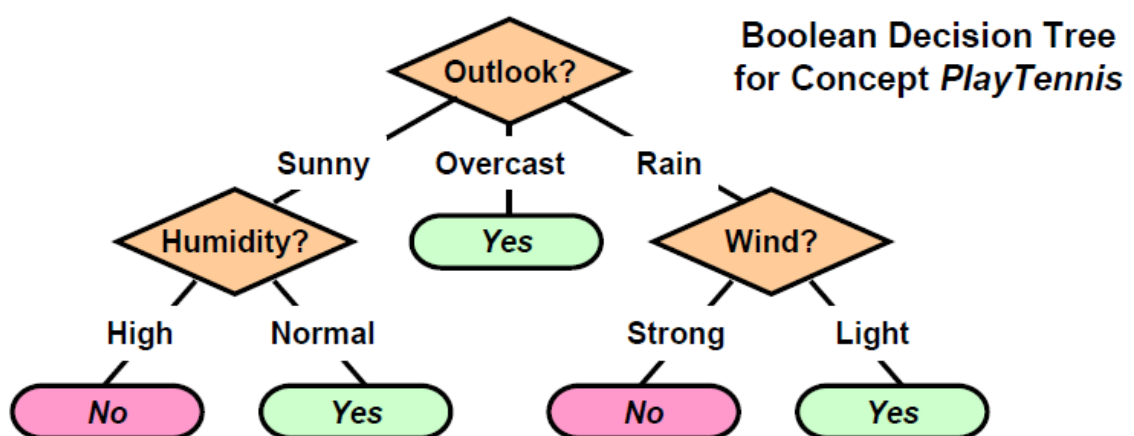 Boolean Decision Tree
for Concept PlayTennis
Outlook?
Sunny Overcast Rain
Humidity? Yes Wind?
High Normal Strong Light
No Yes No Yes